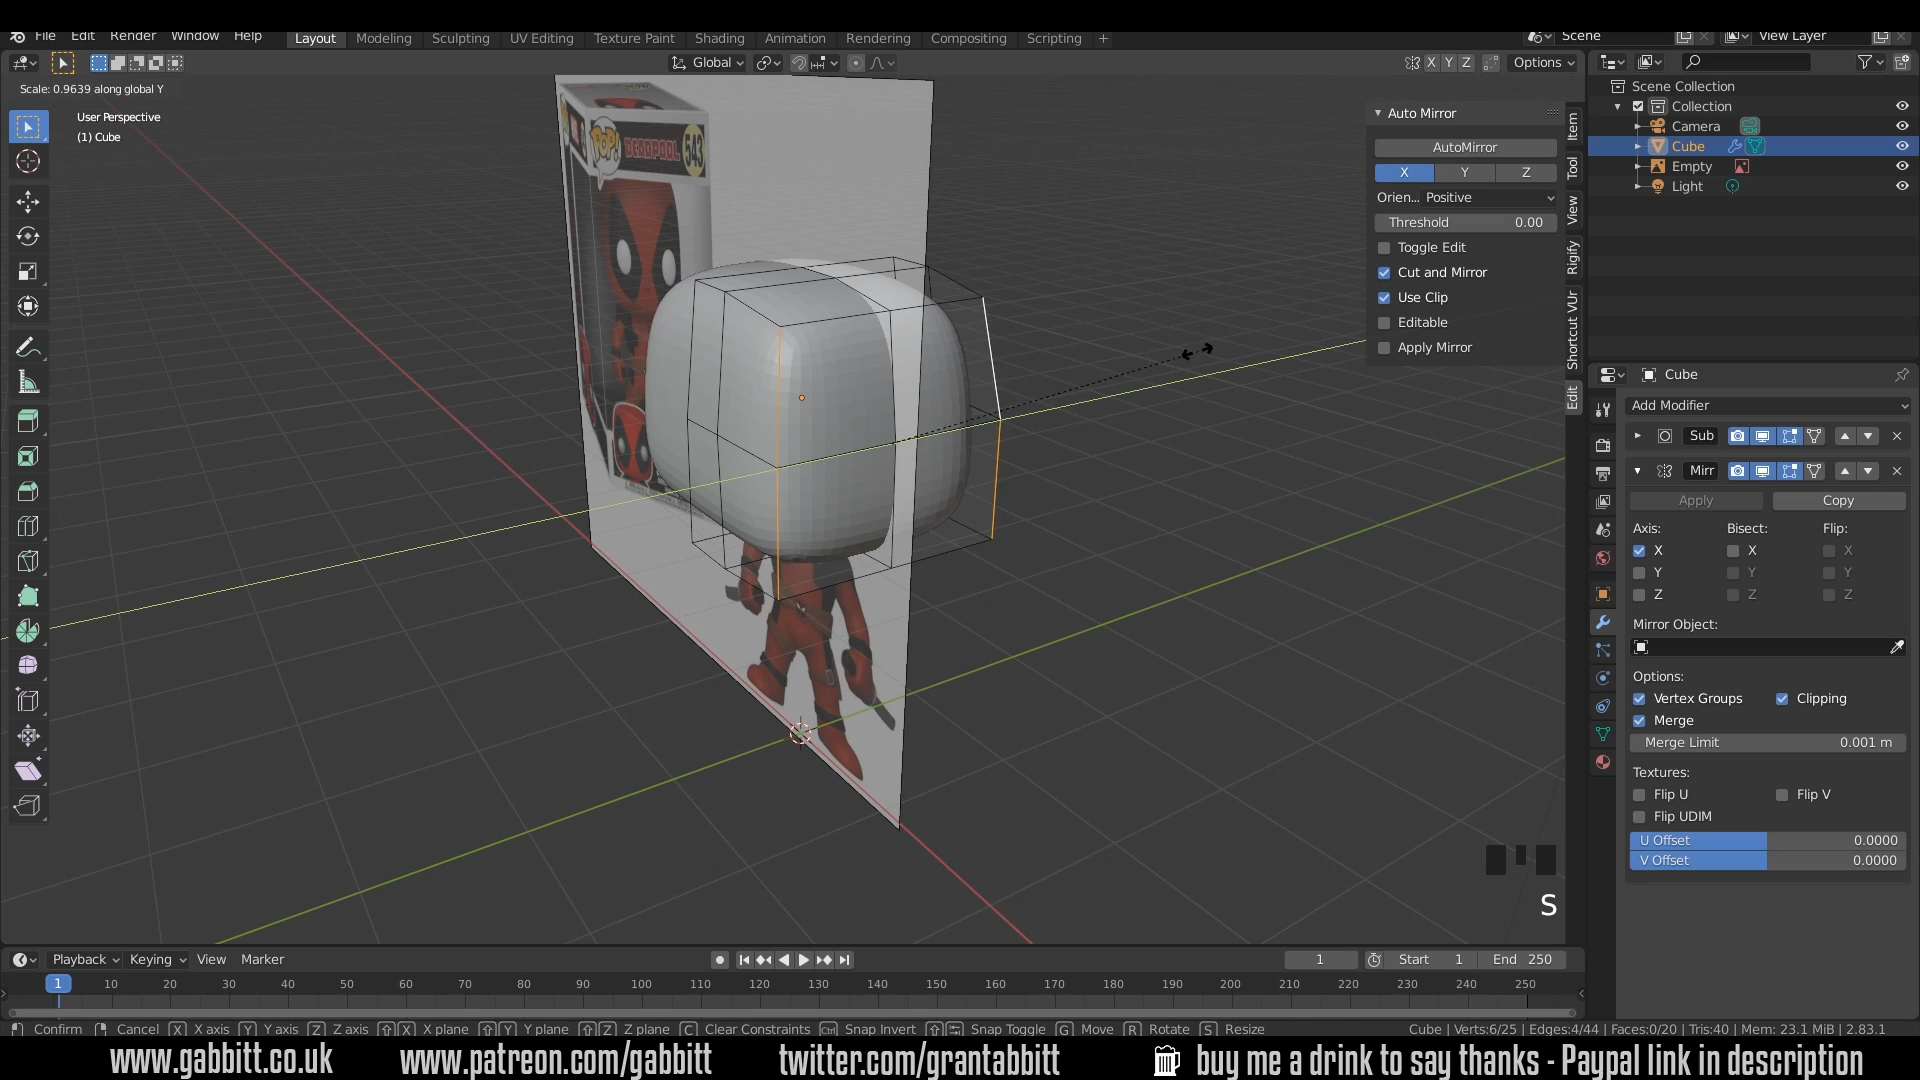 File Edit Render Window Help Layout Modeling Sculpting UV Editing Texture Paint Shading Animation Rendering Compositing Scripting + Scene View Layer
Global X Y Z Options
Scale: 0.9639 along global Y
User Perspective
(1) Cube
POP!
DEADPOOL
543
Auto Mirror
AutoMirror
X Y Z
Orien... Positive
Threshold 0.00
Toggle Edit
Cut and Mirror
Use Clip
Editable
Apply Mirror
Item
Tool
View
Rigify
Shortcut VUr
Edit
Scene Collection
Collection
Camera
Cube
Empty
Light
Cube
Add Modifier
Sub
Mirr
Apply Copy
Axis: Bisect: Flip:
X X X
Y Y Y
Z Z Z
Mirror Object:
Options:
Vertex Groups Clipping
Merge
Merge Limit 0.001 m
Textures:
Flip U Flip V
Flip UDIM
U Offset 0.0000
V Offset 0.0000
S
Playback Keying View Marker 1 Start 1 End 250
1 10 20 30 40 50 60 70 80 90 100 110 120 130 140 150 160 170 180 190 200 210 220 230 240 250
Confirm Cancel X X axis Y Y axis Z Z axis X X plane Y Y plane Z Z plane C Clear Constraints Ctrl Snap Invert Snap Toggle G Move R Rotate S Resize Cube | Verts:6/25 | Edges:4/44 | Faces:0/20 | Tris:40 | Mem: 23.1 MiB | 2.83.1
www.gabbitt.co.uk www.patreon.com/gabbitt twitter.com/grantabbitt buy me a drink to say thanks - Paypal link in description